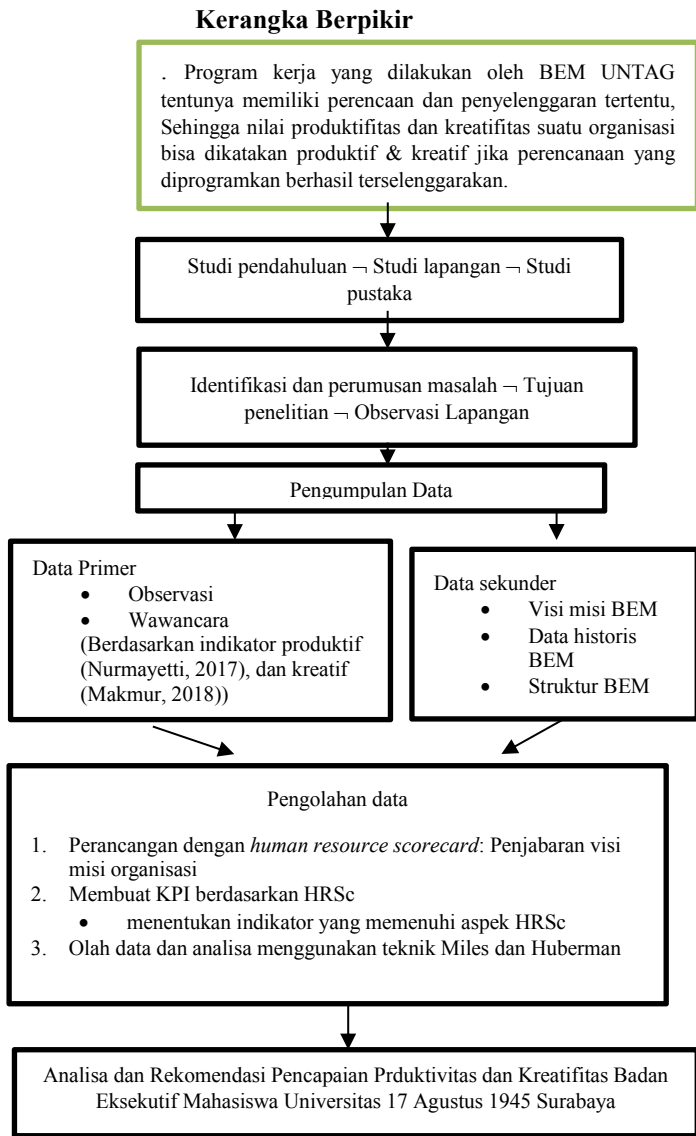 Kerangka Berpikir
. Program kerja yang dilakukan oleh BEM UNTAG
tentunya memiliki perencaan dan penyelenggaran tertentu,
Sehingga nilai produktifitas dan kreatifitas suatu organisasi
bisa dikatakan produktif & kreatif jika perencanaan yang
diprogramkan berhasil terselenggarakan.
Studi pendahuluan ¬ Studi lapangan ¬ Studi
pustaka
Identifikasi dan perumusan masalah ¬ Tujuan
penelitian ¬ Observasi Lapangan
Pengumpulan Data
Data Primer
• Observasi
• Wawancara
(Berdasarkan indikator produktif
(Nurmayetti, 2017), dan kreatif
(Makmur, 2018))
Data sekunder
• Visi misi BEM
• Data historis
BEM
• Struktur BEM
Pengolahan data
1. Perancangan dengan human resource scorecard: Penjabaran visi
misi organisasi
2. Membuat KPI berdasarkan HRSc
• menentukan indikator yang memenuhi aspek HRSc
3. Olah data dan analisa menggunakan teknik Miles dan Huberman
Analisa dan Rekomendasi Pencapaian Prduktivitas dan Kreatifitas Badan
Eksekutif Mahasiswa Universitas 17 Agustus 1945 Surabaya